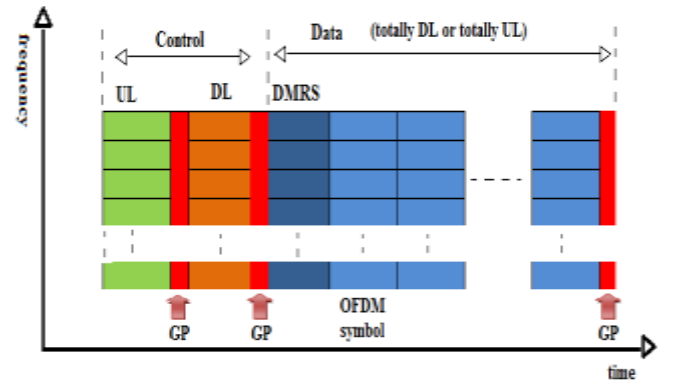 Control
Data (totally DL or totally UL)
frequency
UL
DL
DMRS
OFDM
symbol
GP
GP
GP
time